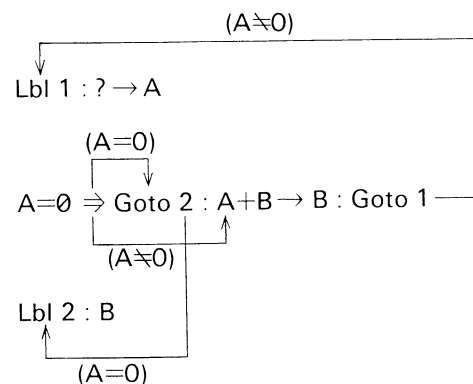 (A≠0)
Lbl 1 : ? → A
(A=0)
A=0 ⇒ Goto 2 : A+B → B : Goto 1
(A≠0)
Lbl 2 : B
(A=0)